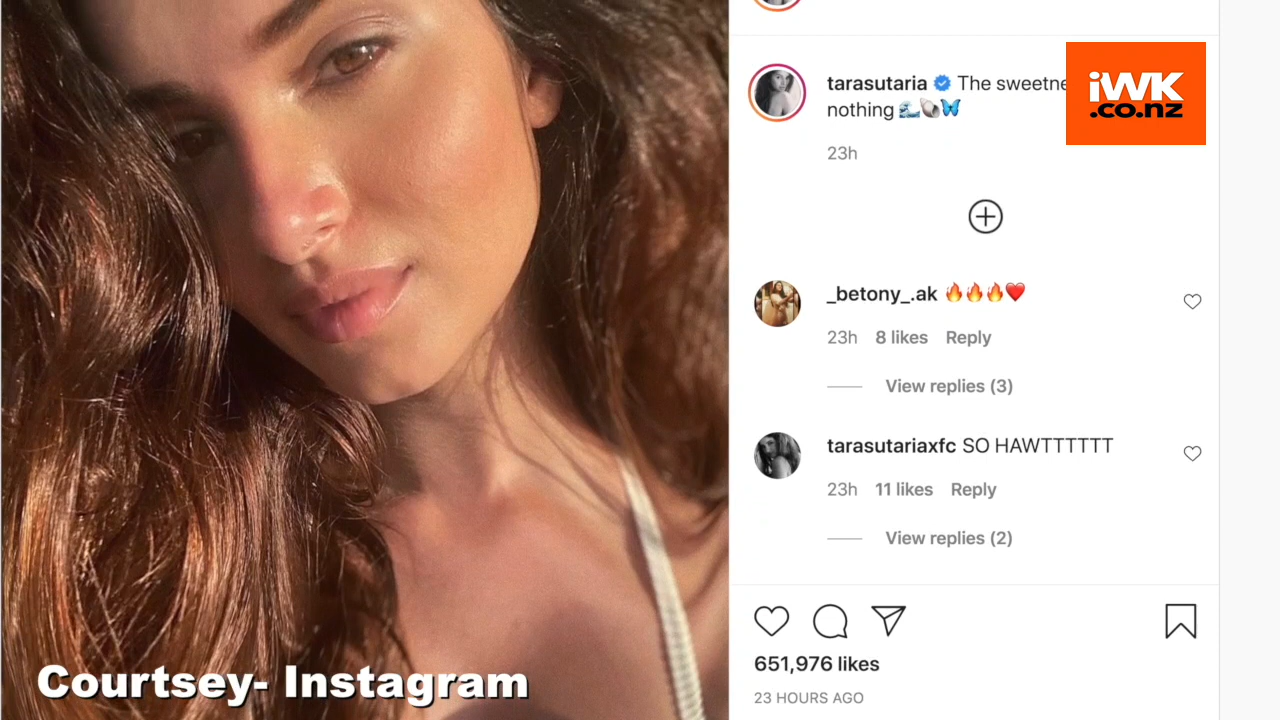 tarasutaria The sweetne
nothing 🌊🐚🦋
23h
iWK
.co.nz
_betony_.ak 🔥🔥🔥❤️
23h 8 likes Reply
View replies (3)
tarasutariaxfc SO HAWTTTTTT
23h 11 likes Reply
View replies (2)
651,976 likes
23 HOURS AGO
Courtsey- Instagram